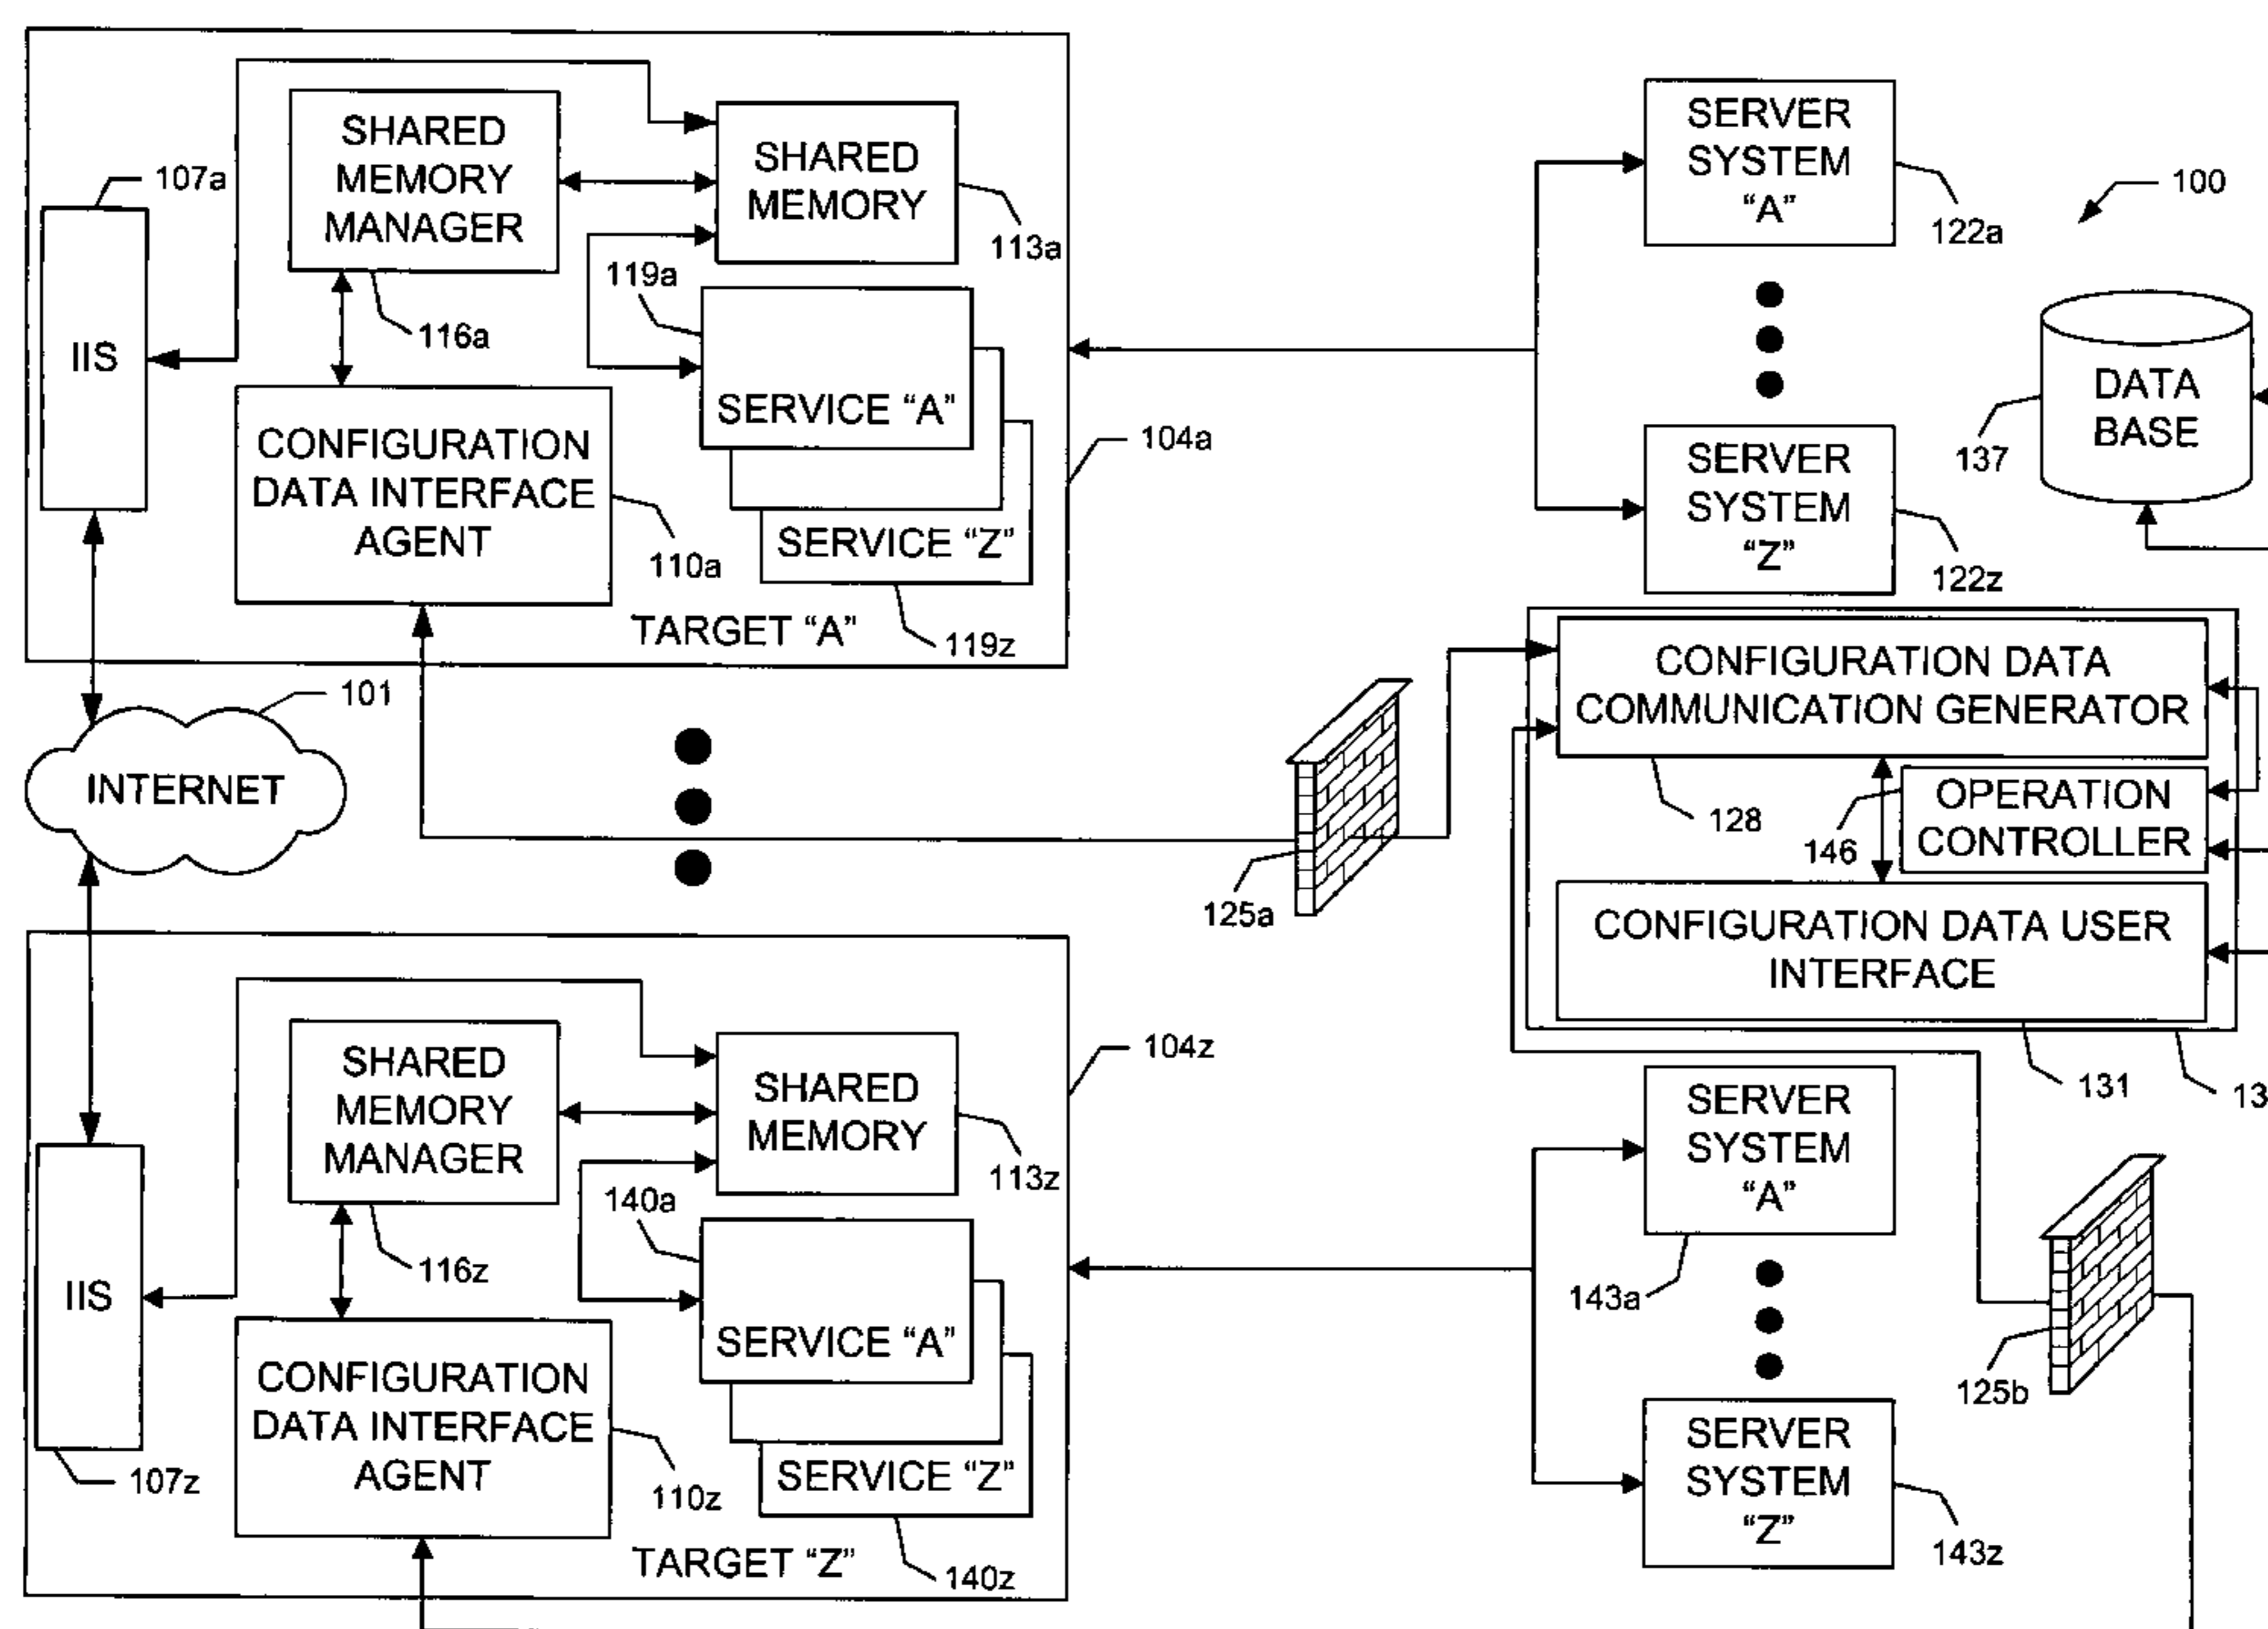 107a
IIS
SHARED
MEMORY
MANAGER
116a
SHARED
MEMORY
113a
119a
SERVICE “A”
SERVICE “Z”
119z
CONFIGURATION
DATA INTERFACE
AGENT
110a
TARGET “A”
104a
SERVER
SYSTEM
“A”
122a
SERVER
SYSTEM
“Z”
122z
100
DATA
BASE
137
101
INTERNET
125a
CONFIGURATION DATA
COMMUNICATION GENERATOR
128
146
OPERATION
CONTROLLER
CONFIGURATION DATA USER
INTERFACE
131
13
107z
IIS
SHARED
MEMORY
MANAGER
116z
SHARED
MEMORY
113z
140a
SERVICE “A”
SERVICE “Z”
140z
CONFIGURATION
DATA INTERFACE
AGENT
110z
TARGET “Z”
104z
SERVER
SYSTEM
“A”
143a
SERVER
SYSTEM
“Z”
143z
125b